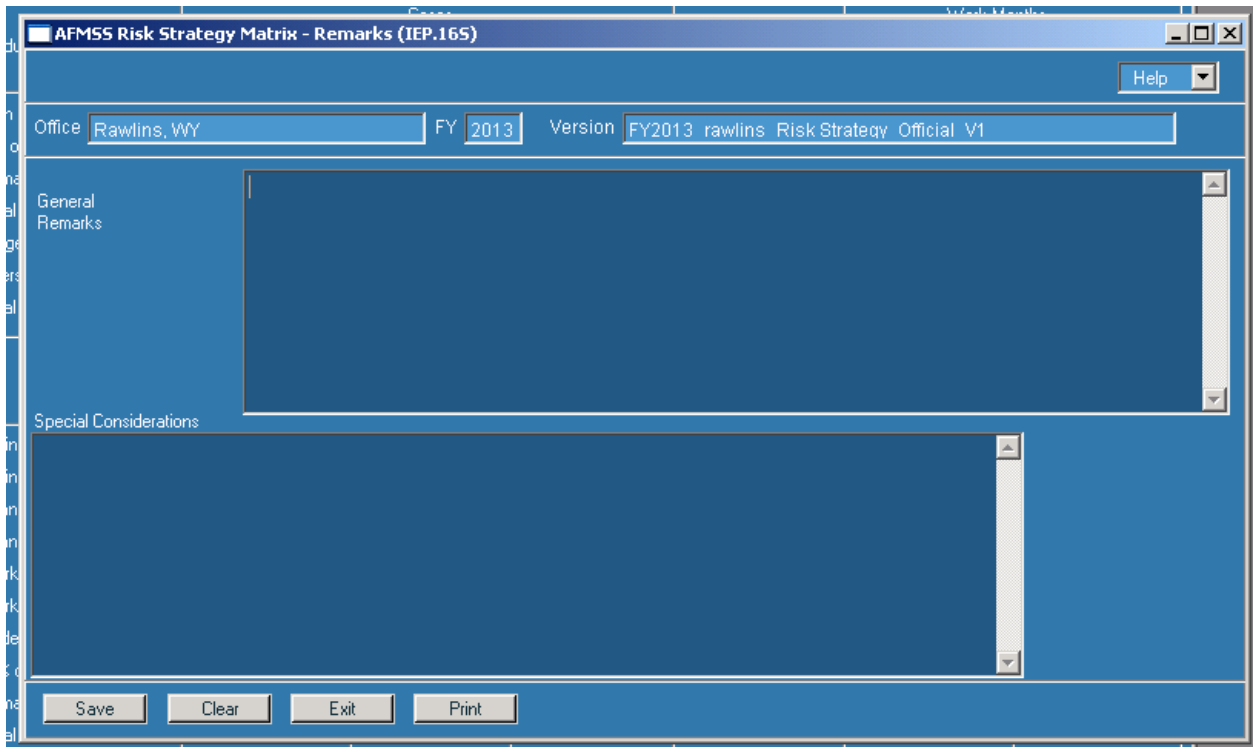 AFMSS Risk Strategy Matrix - Remarks (IEP.16S)
Help
Office Rawlins, WY FY 2013 Version FY2013 rawlins Risk Strategy Official V1
General
Remarks
Special Considerations
Save Clear Exit Print